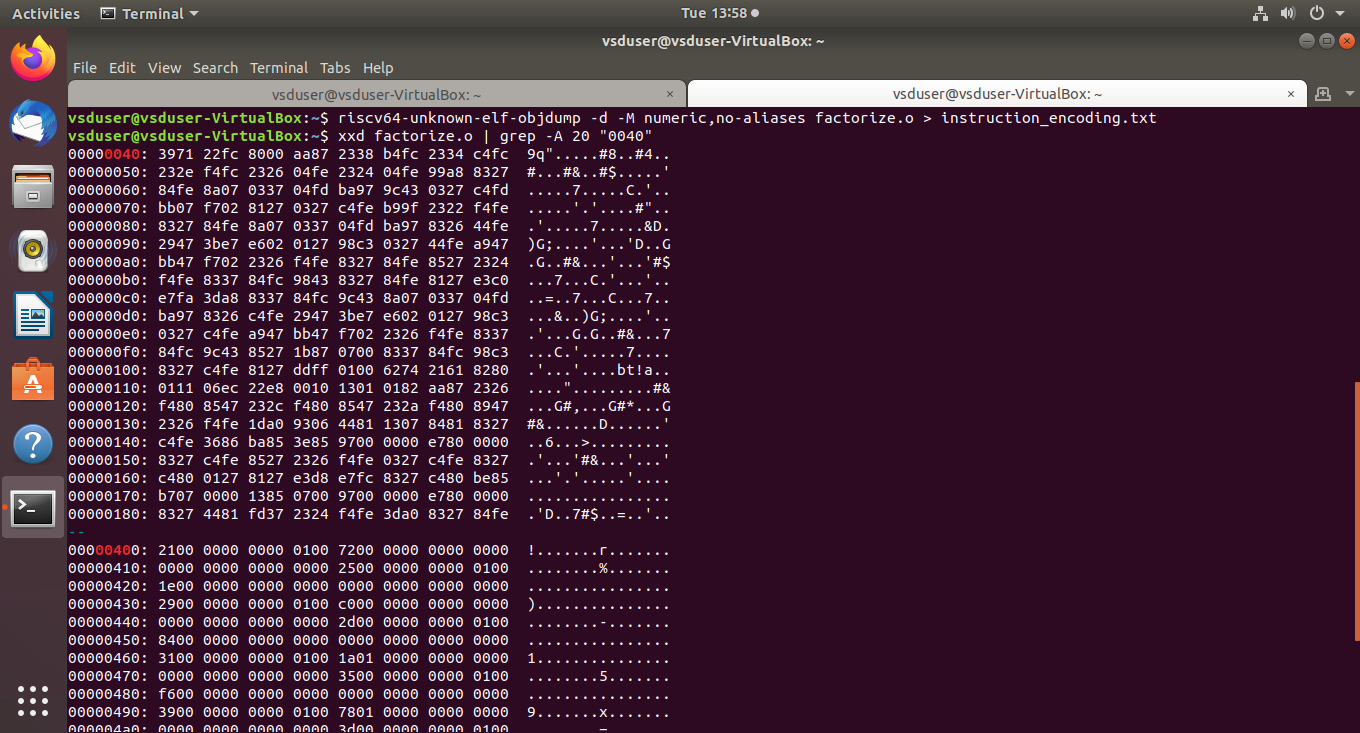 Activities Terminal Tue 13:58
vsduser@vsduser-VirtualBox: ~
File Edit View Search Terminal Tabs Help
vsduser@vsduser-VirtualBox: ~ × vsduser@vsduser-VirtualBox: ~ ×
vsduser@vsduser-VirtualBox:~$ riscv64-unknown-elf-objdump -d -M numeric,no-aliases factorize.o > instruction_encoding.txt
vsduser@vsduser-VirtualBox:~$ xxd factorize.o | grep -A 20 "0040"
00000040: 3971 22fc 8000 aa87 2338 b4fc 2334 c4fc  9q".....#8..#4..
00000050: 232e f4fc 2326 04fe 2324 04fe 99a8 8327  #...#&..#$.....'
00000060: 84fe 8a07 0337 04fd ba97 9c43 0327 c4fd  .....7.....C.'..
00000070: bb07 f702 8127 0327 c4fe b99f 2322 f4fe  .....'.'....#"..
00000080: 8327 84fe 8a07 0337 04fd ba97 8326 44fe  .'.....7.....&D.
00000090: 2947 3be7 e602 0127 98c3 0327 44fe a947  )G;....'...'D..G
000000a0: bb47 f702 2326 f4fe 8327 84fe 8527 2324  .G..#&...'...'#$
000000b0: f4fe 8337 84fc 9843 8327 84fe 8127 e3c0  ...7...C.'...'..
000000c0: e7fa 3da8 8337 84fc 9c43 8a07 0337 04fd  ..=..7...C...7..
000000d0: ba97 8326 c4fe 2947 3be7 e602 0127 98c3  ...&..)G;....'..
000000e0: 0327 c4fe a947 bb47 f702 2326 f4fe 8337  .'...G.G..#&...7
000000f0: 84fc 9c43 8527 1b87 0700 8337 84fc 98c3  ...C.'.....7....
00000100: 8327 c4fe 8127 ddff 0100 6274 2161 8280  .'...'....bt!a..
00000110: 0111 06ec 22e8 0010 1301 0182 aa87 2326  ....".........#&
00000120: f480 8547 232c f480 8547 232a f480 8947  ...G#,...G#*...G
00000130: 2326 f4fe 1da0 9306 4481 1307 8481 8327  #&......D......'
00000140: c4fe 3686 ba85 3e85 9700 0000 e780 0000  ..6...>.........
00000150: 8327 c4fe 8527 2326 f4fe 0327 c4fe 8327  .'...'#&...'...'
00000160: c480 0127 8127 e3d8 e7fc 8327 c480 be85  ...'.'.....'....
00000170: b707 0000 1385 0700 9700 0000 e780 0000  ................
00000180: 8327 4481 fd37 2324 f4fe 3da0 8327 84fe  .'D..7#$..=..'..
--
00000400: 2100 0000 0000 0100 7200 0000 0000 0000  !.......r.......
00000410: 0000 0000 0000 0000 2500 0000 0000 0100  ........%.......
00000420: 1e00 0000 0000 0000 0000 0000 0000 0000  ................
00000430: 2900 0000 0000 0100 c000 0000 0000 0000  )...............
00000440: 0000 0000 0000 0000 2d00 0000 0000 0100  ........-.......
00000450: 8400 0000 0000 0000 0000 0000 0000 0000  ................
00000460: 3100 0000 0000 0100 1a01 0000 0000 0000  1...............
00000470: 0000 0000 0000 0000 3500 0000 0000 0100  ........5.......
00000480: f600 0000 0000 0000 0000 0000 0000 0000  ................
00000490: 3900 0000 0000 0100 7801 0000 0000 0000  9.......x.......
000004a0: 0000 0000 0000 0000 3d00 0000 0000 0100  ........=.......